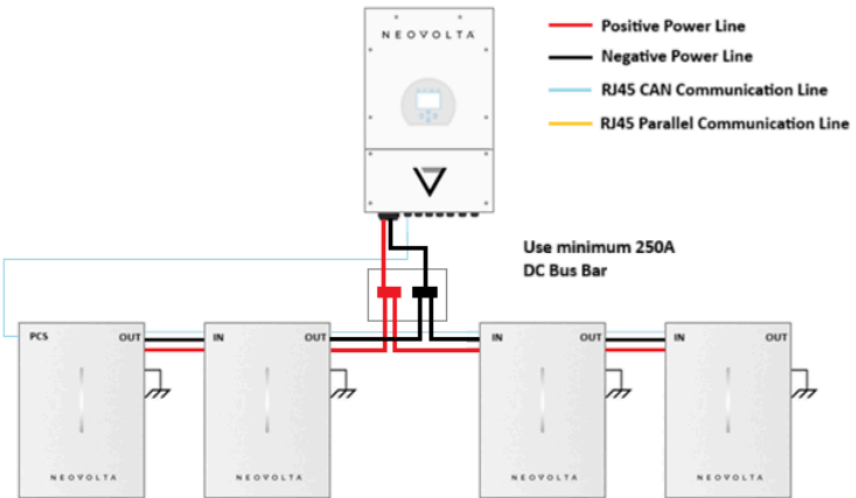 NEOVOLTA
Positive Power Line
Negative Power Line
RJ45 CAN Communication Line
RJ45 Parallel Communication Line
Use minimum 250A
DC Bus Bar
PCS OUT IN OUT IN OUT IN OUT
NEOVOLTA NEOVOLTA NEOVOLTA NEOVOLTA